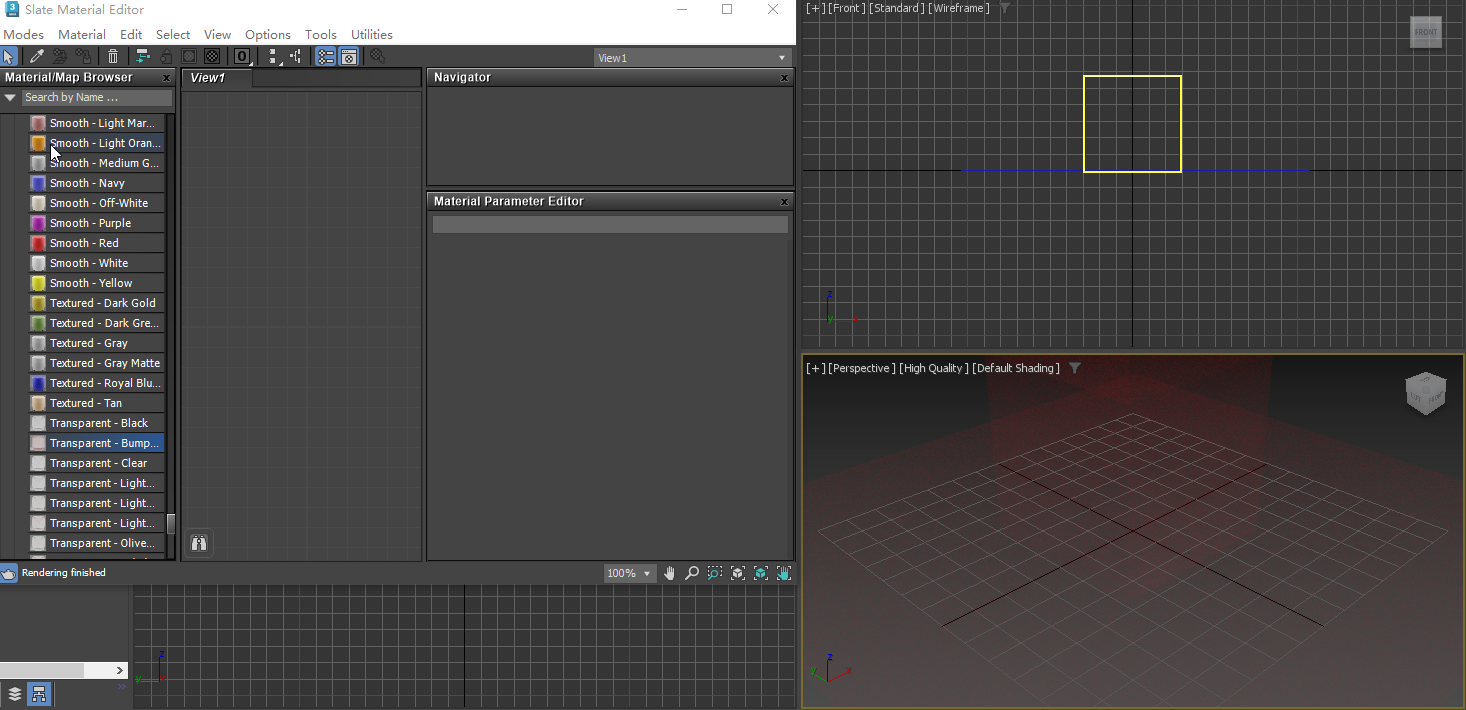 Slate Material Editor
Modes Material Edit Select View Options Tools Utilities
View1
Material/Map Browser
Search by Name ...
Smooth - Light Mar...
Smooth - Light Oran...
Smooth - Medium G...
Smooth - Navy
Smooth - Off-White
Smooth - Purple
Smooth - Red
Smooth - White
Smooth - Yellow
Textured - Dark Gold
Textured - Dark Gre...
Textured - Gray
Textured - Gray Matte
Textured - Royal Blu...
Textured - Tan
Transparent - Black
Transparent - Bump...
Transparent - Clear
Transparent - Light...
Transparent - Light...
Transparent - Light...
Transparent - Olive...
View1
Navigator
Material Parameter Editor
Rendering finished
100%
z
y x
[+] [Front ] [Standard ] [Wireframe ]
FRONT
z
y x
[+] [Perspective ] [High Quality ] [Default Shading ]
FRONT
z
y x